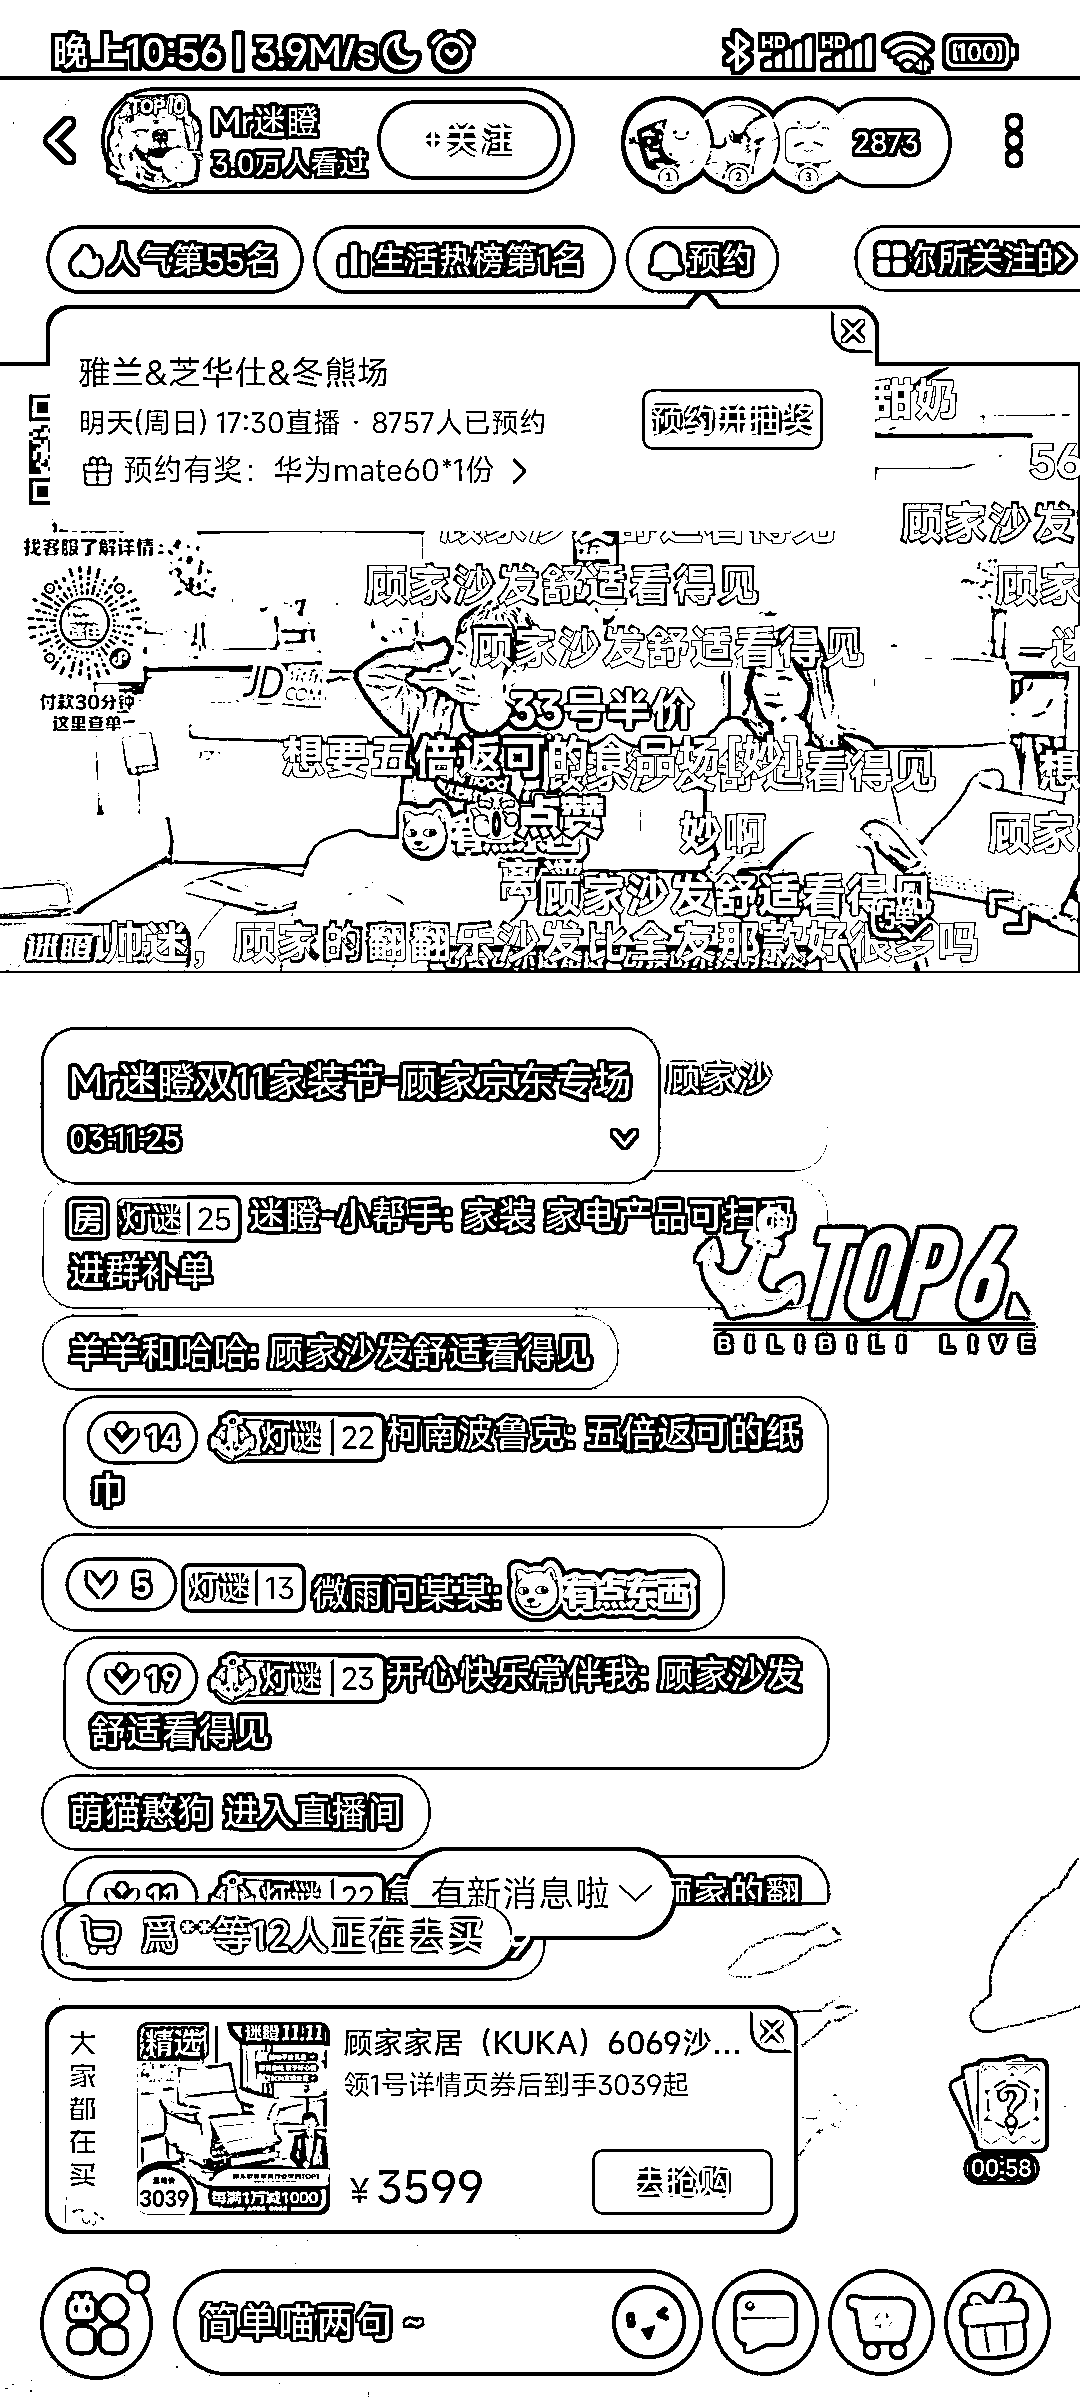 晚上10:56 | 3.9M/s
100
TOP10
Mr迷瞪
3.0万人看过
+关注
2873
人气第55名
生活热榜第1名
预约
你所关注的
雅兰&芝华仕&冬熊场
明天(周日) 17:30直播 · 8757人已预约
预约并抽奖
预约有奖：华为mate60*1份
甜奶
56
顾家沙发
找客服了解详情：
顾家沙发舒适看得见
顾家
顾家沙发舒适看得见
JD
.COM
33号半价
付款30分钟
这里查单
想要五倍返可的食品场[妙]
看得见
想
点赞
妙啊
顾家
顾家沙发舒适看得见
迷瞪
帅迷，顾家的翻翻乐沙发比全友那款好很多吗
Mr迷瞪双11家装节-顾家京东专场
顾家沙
03:11:25
房 灯谜|25 迷瞪-小帮手: 家装 家电产品可扫码
进群补单
TOP6
BILIBILI LIVE
羊羊和哈哈: 顾家沙发舒适看得见
14 灯谜|22 柯南波鲁克: 五倍返可的纸
巾
5 灯谜|13 微雨问某某: 有点东西
19 灯谜|23 开心快乐常伴我: 顾家沙发
舒适看得见
萌猫憨狗 进入直播间
11 灯谜|22
顾家的翻
有新消息啦
爲**等12人正在去买
大家都在买
精选
迷瞪11.11
3039
每满1万减1000
顾家家居（KUKA）6069沙...
领1号详情页券后到手3039起
¥3599
去抢购
00:58
简单喵两句 ~